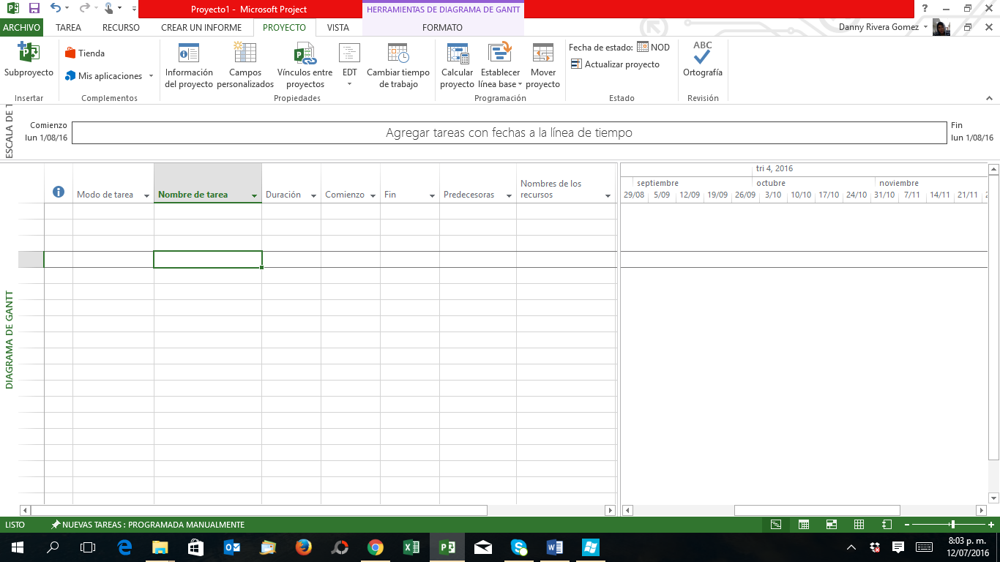 Proyecto1 - Microsoft Project
HERRAMIENTAS DE DIAGRAMA DE GANTT
?
ARCHIVO TAREA RECURSO CREAR UN INFORME PROYECTO VISTA FORMATO Danny Rivera Gomez
Subproyecto
Insertar
Tienda
Mis aplicaciones
Complementos
Información del proyecto
Campos personalizados
Vínculos entre proyectos
EDT
Cambiar tiempo de trabajo
Propiedades
Calcular proyecto
Establecer línea base
Mover proyecto
Programación
Fecha de estado: NOD
Actualizar proyecto
Estado
ABC
Ortografía
Revisión
ESCALA DE T
Comienzo
lun 1/08/16
Agregar tareas con fechas a la línea de tiempo
Fin
lun 1/08/16
Modo de tarea Nombre de tarea Duración Comienzo Fin Predecesoras Nombres de los recursos
tri 4, 2016
septiembre octubre noviembre
29/08 5/09 12/09 19/09 26/09 3/10 10/10 17/10 24/10 31/10 7/11 14/11 21/11 2
DIAGRAMA DE GANTT
LISTO NUEVAS TAREAS : PROGRAMADA MANUALMENTE
8:03 p. m.
12/07/2016